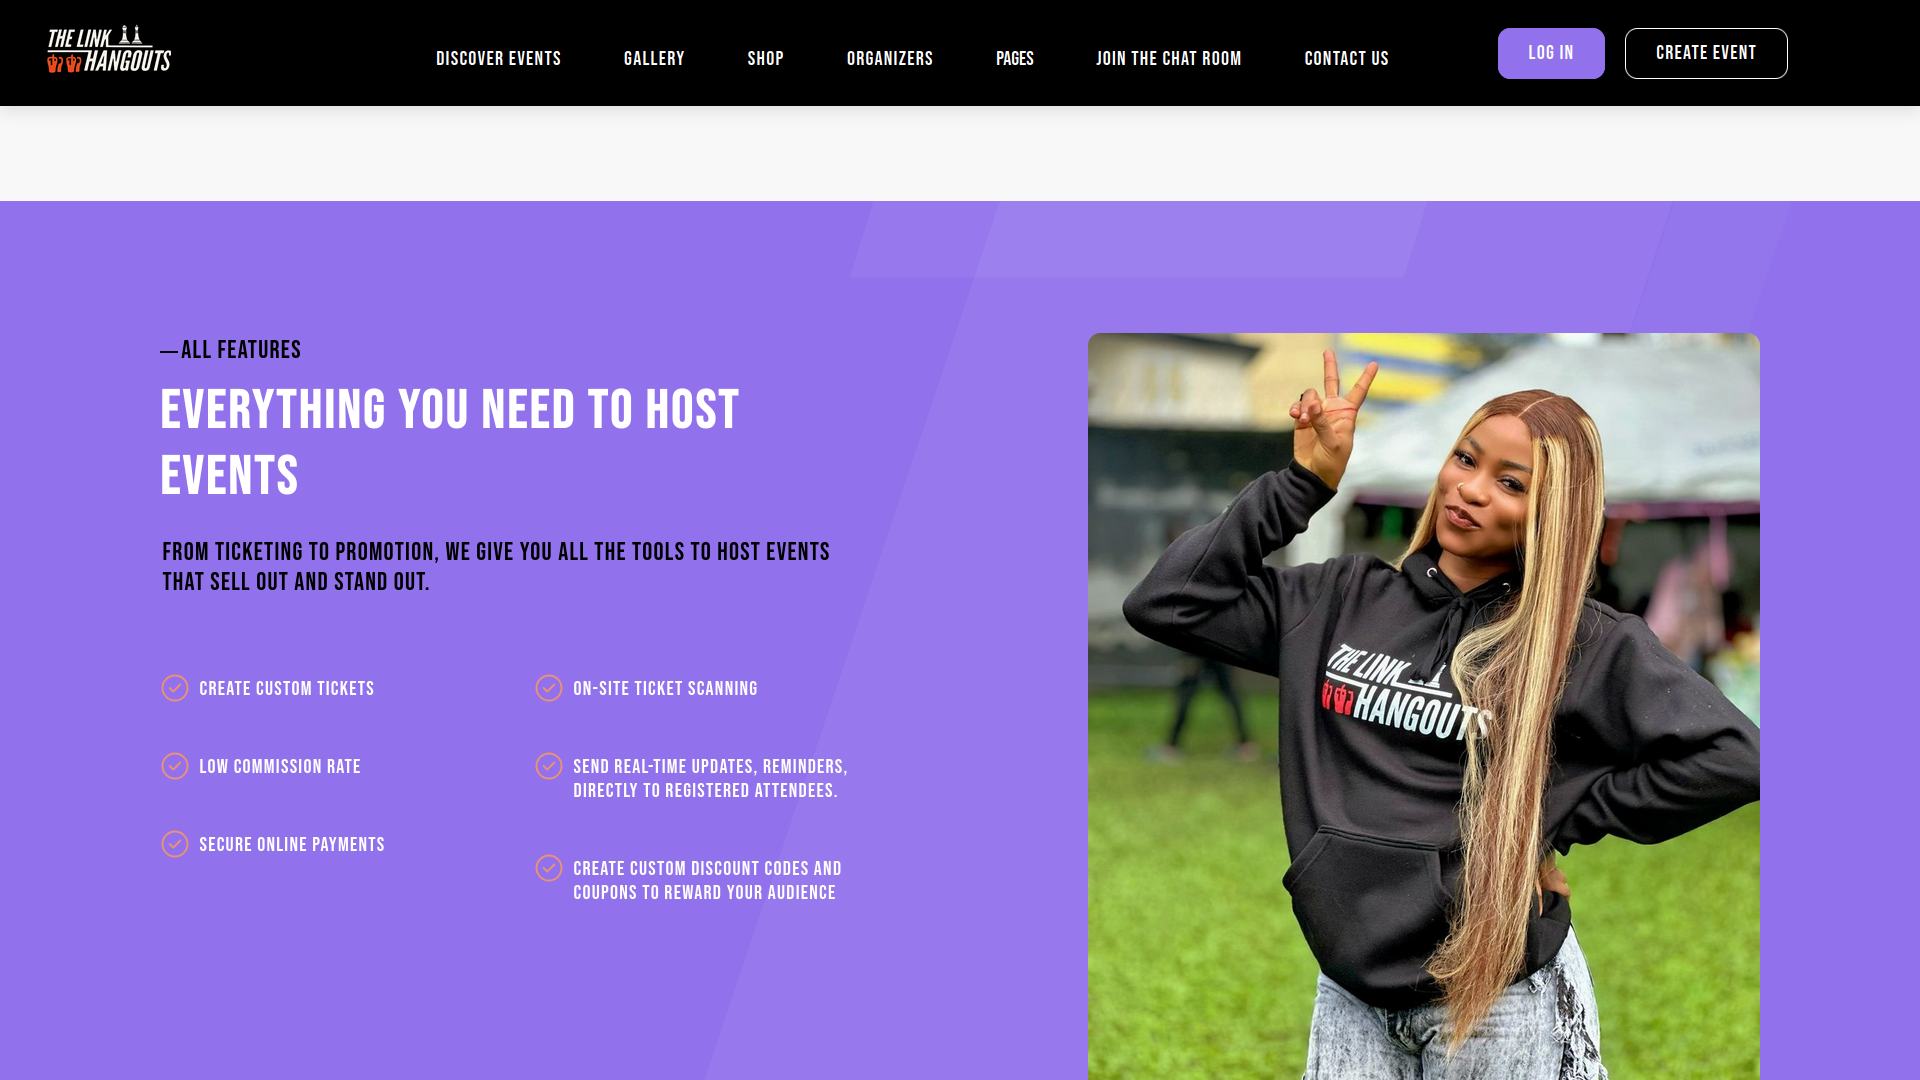 THE LINK
HANGOUTS
DISCOVER EVENTS
GALLERY
SHOP
ORGANIZERS
PAGES
JOIN THE CHAT ROOM
CONTACT US
LOG IN
CREATE EVENT
—ALL FEATURES
EVERYTHING YOU NEED TO HOST
EVENTS
FROM TICKETING TO PROMOTION, WE GIVE YOU ALL THE TOOLS TO HOST EVENTS
THAT SELL OUT AND STAND OUT.
CREATE CUSTOM TICKETS
LOW COMMISSION RATE
SECURE ONLINE PAYMENTS
ON-SITE TICKET SCANNING
SEND REAL-TIME UPDATES, REMINDERS,
DIRECTLY TO REGISTERED ATTENDEES.
CREATE CUSTOM DISCOUNT CODES AND
COUPONS TO REWARD YOUR AUDIENCE
THE LINK
HANGOUTS